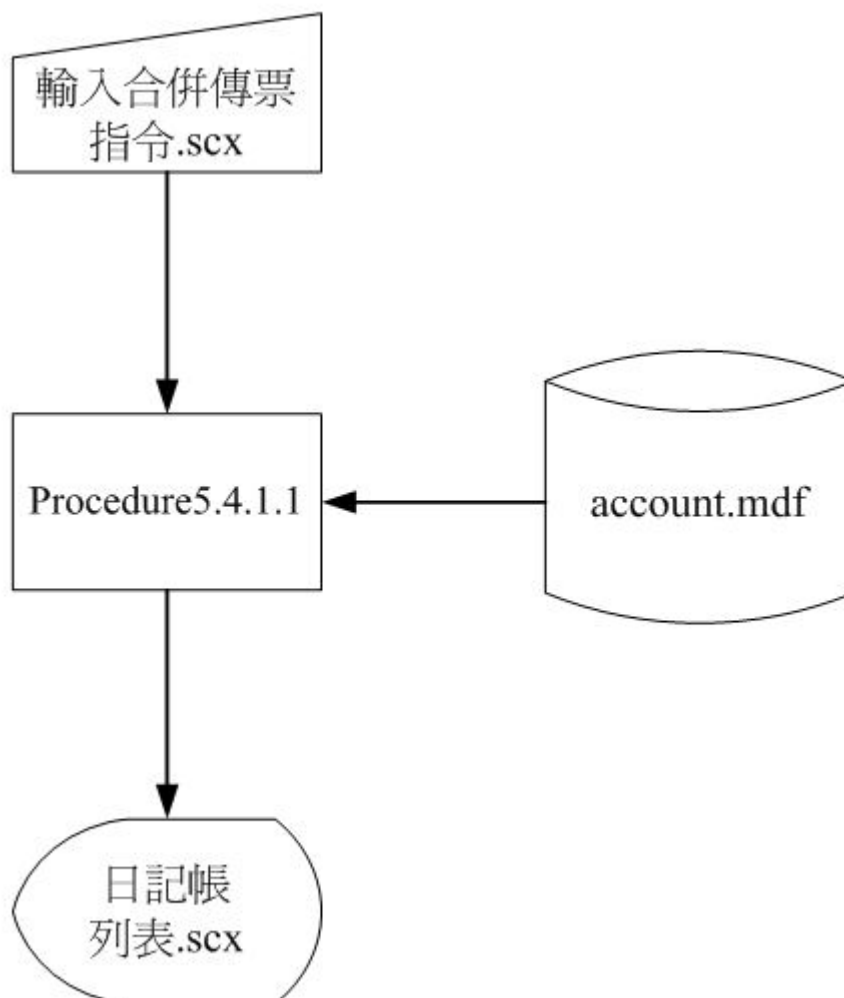 輸入合併傳票
指令.scx
Procedure5.4.1.1
account.mdf
日記帳
列表.scx